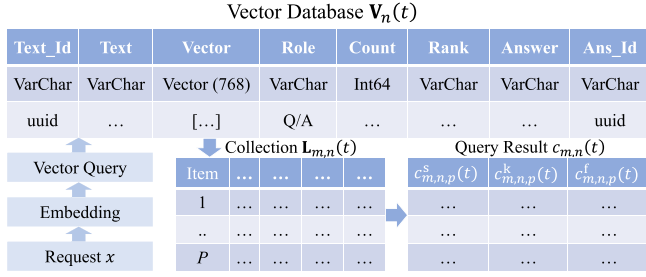 Vector Database V_n(t)
Text_Id Text Vector Role Count Rank Answer Ans_Id
VarChar VarChar Vector (768) VarChar Int64 VarChar VarChar VarChar
uuid ... [...] Q/A ... ... ... uuid
Vector Query
Embedding
Request x
Collection L_{m,n}(t)
Item ... ... ... ...
1 ... ... ... ...
.. ... ... ... ...
P ... ... ... ...
Query Result c_{m,n}(t)
c^s_{m,n,p}(t) c^k_{m,n,p}(t) c^f_{m,n,p}(t)
... ... ...
... ... ...
... ... ...